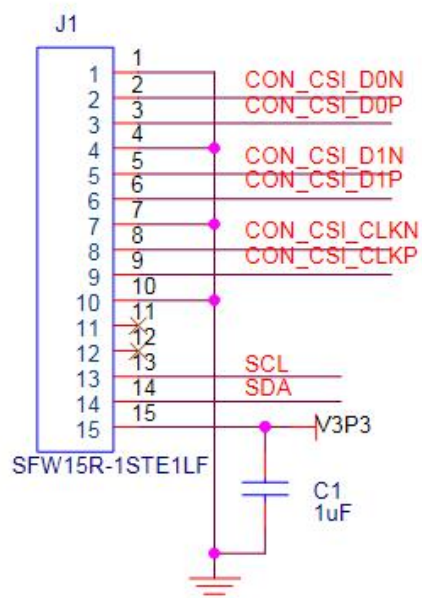 J1
1 1
2 2 CON_CSI_D0N
3 3 CON_CSI_D0P
4 4
5 5 CON_CSI_D1N
6 6 CON_CSI_D1P
7 7
8 8 CON_CSI_CLKN
9 9 CON_CSI_CLKP
10 10
11 11
12 12
13 13 SCL
14 14 SDA
15 15 V3P3
SFW15R-1STE1LF
C1
1uF